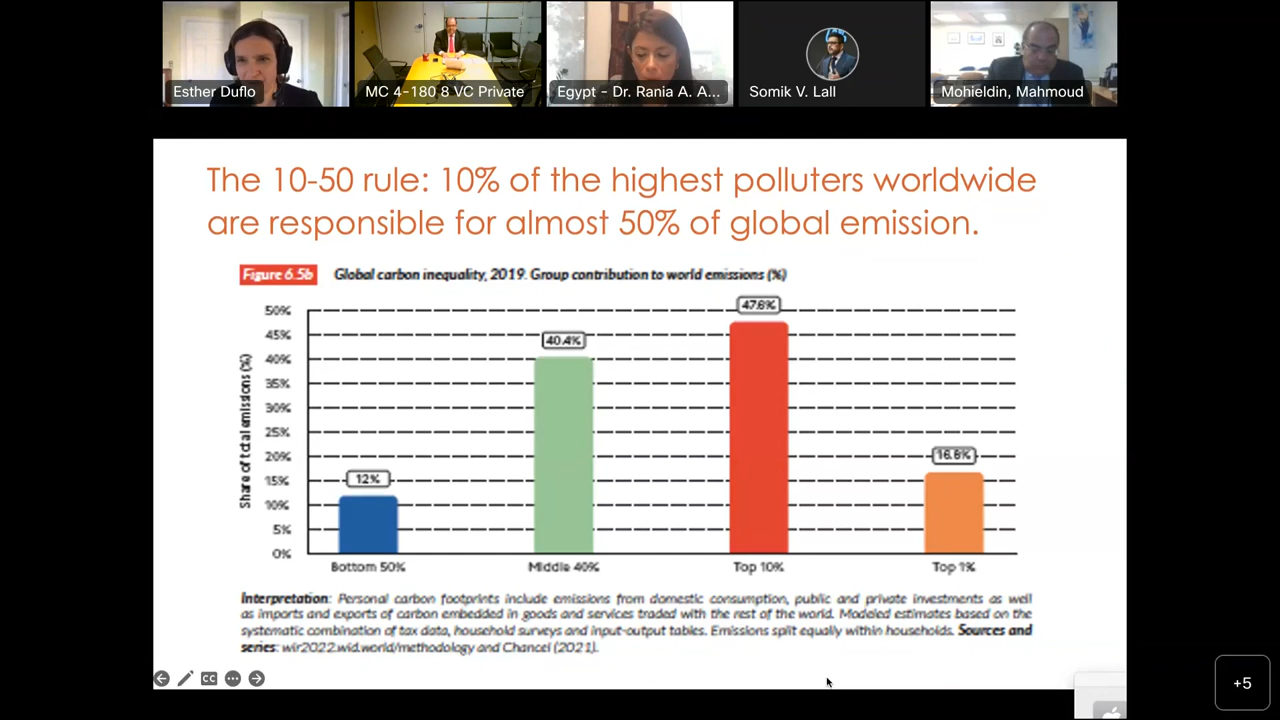 Esther Duflo
MC 4-180 8 VC Private
Egypt - Dr. Rania A. A...
Somik V. Lall
Mohieldin, Mahmoud
The 10-50 rule: 10% of the highest polluters worldwide
are responsible for almost 50% of global emission.
Figure 6.5b Global carbon inequality, 2019. Group contribution to world emissions (%)
Share of total emissions (%)
50%
45%
40%
35%
30%
25%
20%
15%
10%
5%
0%
12%
40.4%
47.6%
16.8%
Bottom 50% Middle 40% Top 10% Top 1%
Interpretation: Personal carbon footprints include emissions from domestic consumption, public and private investments as well
as imports and exports of carbon embedded in goods and services traded with the rest of the world. Modeled estimates based on the
systematic combination of tax data, household surveys and input-output tables. Emissions split equally within households. Sources and
series: wir2022.wid.world/methodology and Chancel (2021).
CC
+5